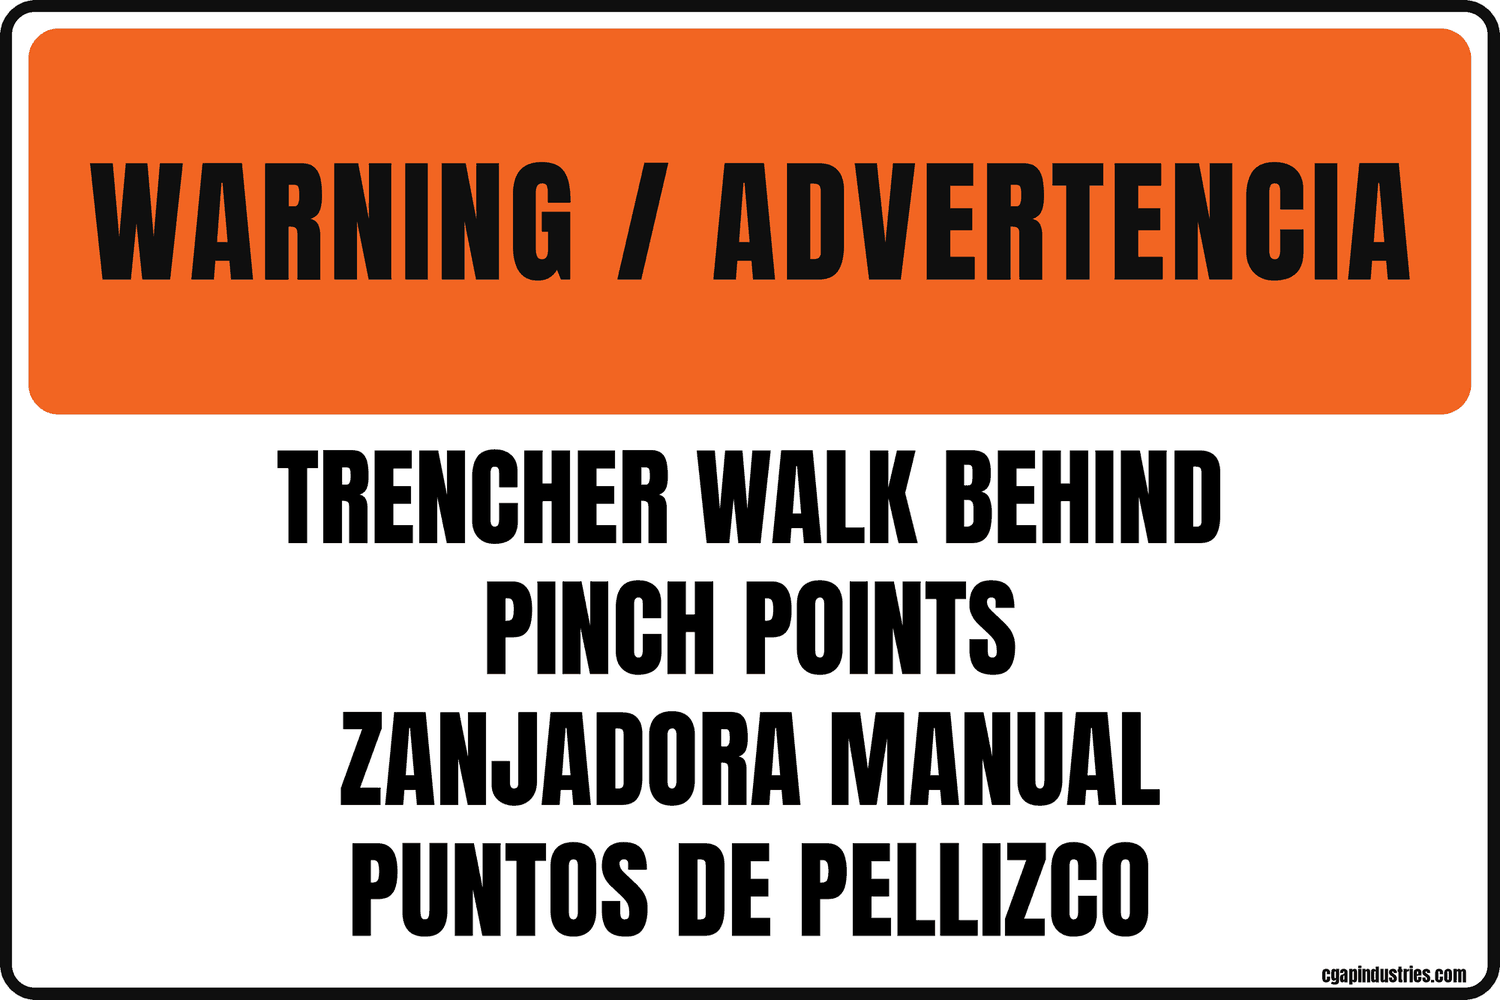 WARNING / ADVERTENCIA
TRENCHER WALK BEHIND
PINCH POINTS
ZANJADORA MANUAL
PUNTOS DE PELLIZCO
cgapindustries.com